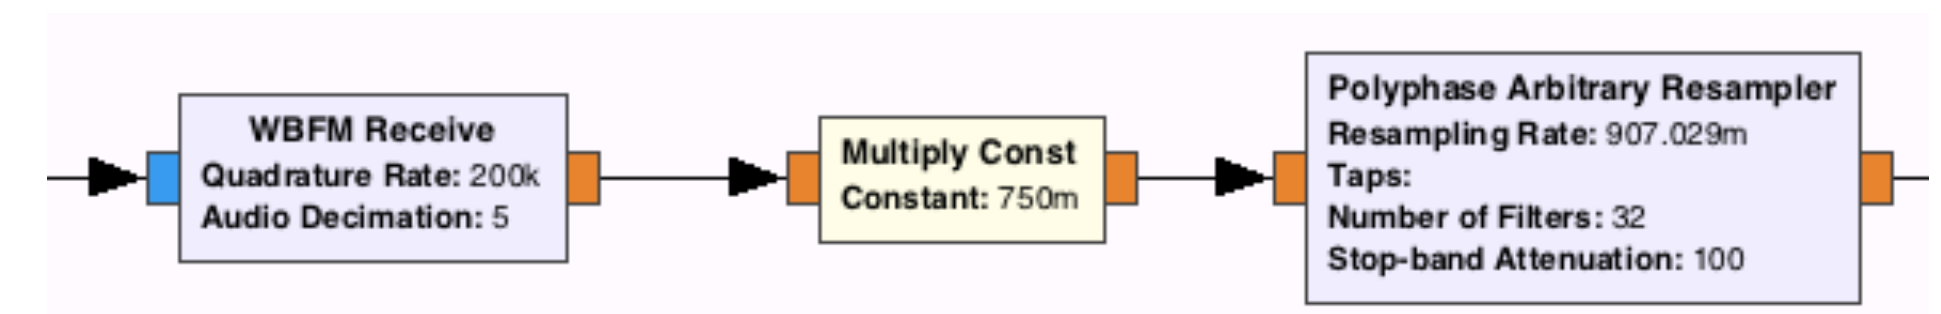 WBFM Receive
Quadrature Rate: 200k
Audio Decimation: 5
Multiply Const
Constant: 750m
Polyphase Arbitrary Resampler
Resampling Rate: 907.029m
Taps:
Number of Filters: 32
Stop-band Attenuation: 100